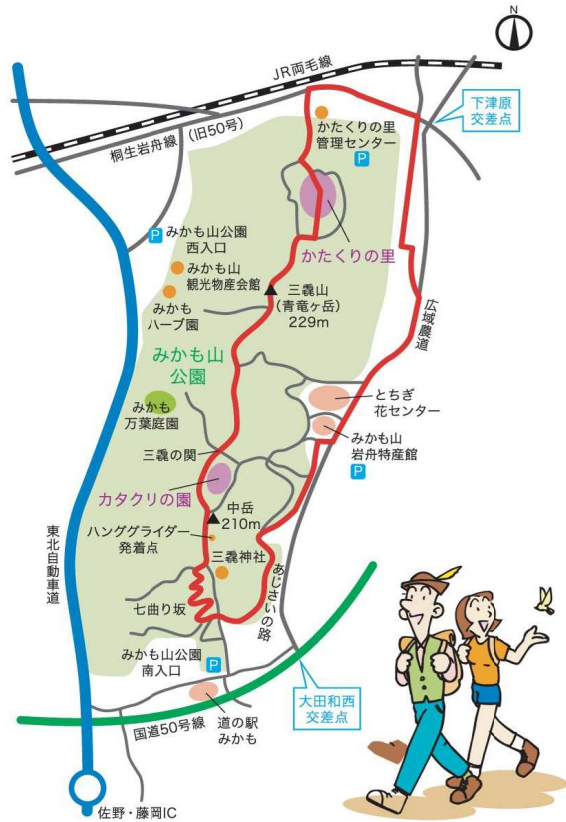 N
JR両毛線
下津原
交差点
桐生岩舟線（旧50号）
かたくりの里
管理センター
P
かたくりの里
P
みかも山公園
西入口
みかも山
観光物産会館
みかも
ハーブ園
三毳山
（青竜ヶ岳）
229m
広域農道
みかも山
公園
みかも
万葉庭園
とちぎ
花センター
みかも山
岩舟特産館
P
三毳の関
カタクリの園
中岳
210m
ハンググライダー
発着点
三毳神社
あじさいの路
東北自動車道
七曲り坂
みかも山公園
南入口
P
大田和西
交差点
国道50号線
道の駅
みかも
佐野・藤岡IC